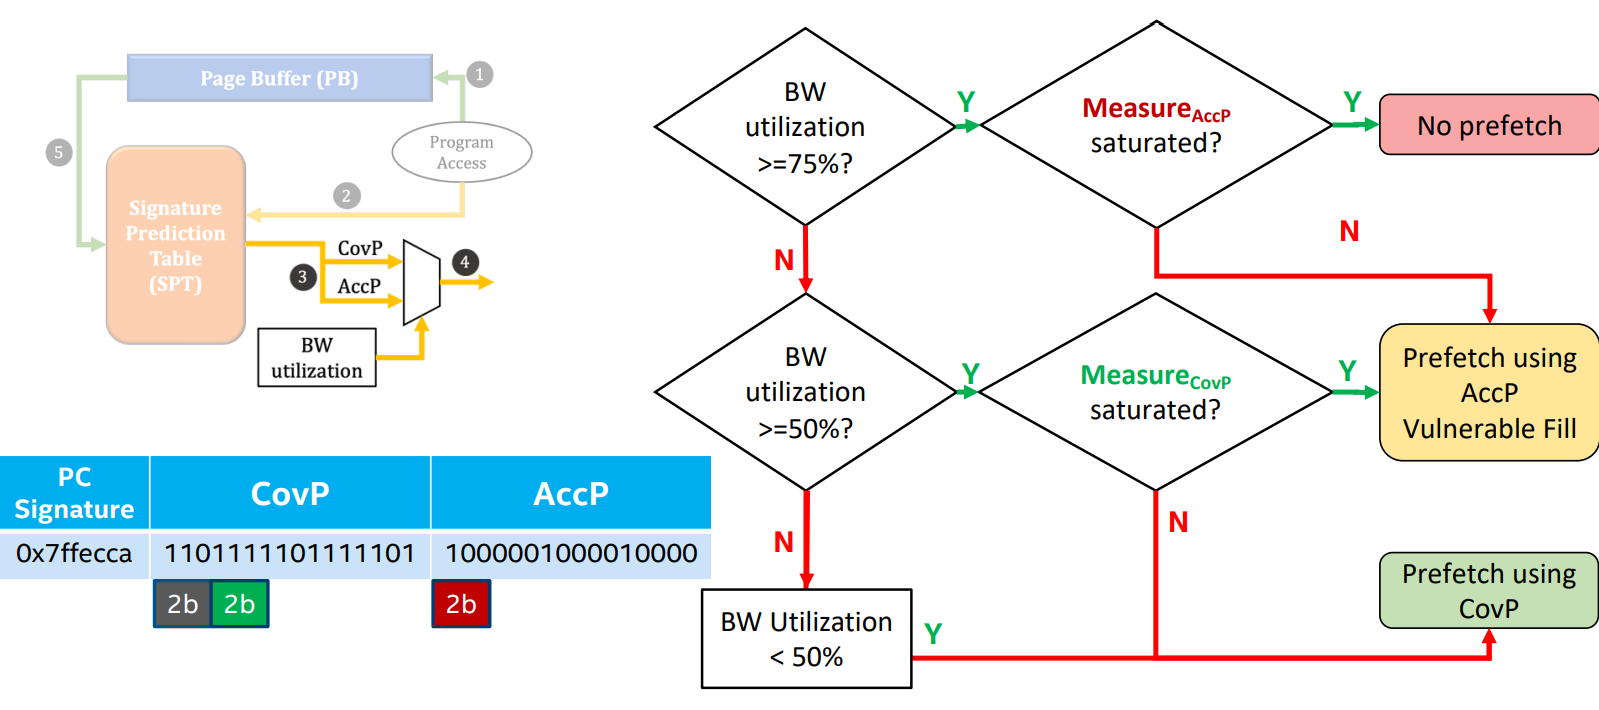 Page Buffer (PB)
1
Program
Access
5
2
Signature
Prediction
Table
(SPT)
CovP
3
AccP
4
BW
utilization
PC
Signature
CovP
AccP
0x7ffecca
1101111101111101
1000001000010000
2b
2b
2b
BW
utilization
>=75%?
Y
MeasureAccP
saturated?
Y
No prefetch
N
N
BW
utilization
>=50%?
Y
MeasureCovP
saturated?
Y
Prefetch using
AccP
Vulnerable Fill
N
N
BW Utilization
< 50%
Y
Prefetch using
CovP